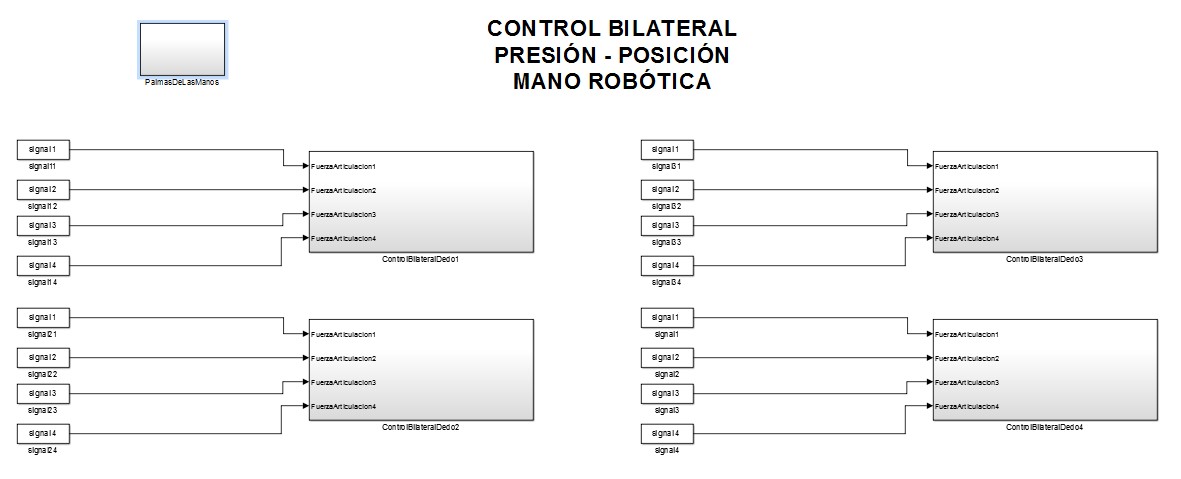 CONTROL BILATERAL
PRESIÓN - POSICIÓN
MANO ROBÓTICA
PalmasDeLasManos
signal1
signal11
signal2
signal12
signal3
signal13
signal4
signal14
FuerzaArticulacion1
FuerzaArticulacion2
FuerzaArticulacion3
FuerzaArticulacion4
ControlBilateralDedo1
signal1
signal31
signal2
signal32
signal3
signal33
signal4
signal34
FuerzaArticulacion1
FuerzaArticulacion2
FuerzaArticulacion3
FuerzaArticulacion4
ControlBilateralDedo3
signal1
signal21
signal2
signal22
signal3
signal23
signal4
signal24
FuerzaArticulacion1
FuerzaArticulacion2
FuerzaArticulacion3
FuerzaArticulacion4
ControlBilateralDedo2
signal1
signal1
signal2
signal2
signal3
signal3
signal4
signal4
FuerzaArticulacion1
FuerzaArticulacion2
FuerzaArticulacion3
FuerzaArticulacion4
ControlBilateralDedo4